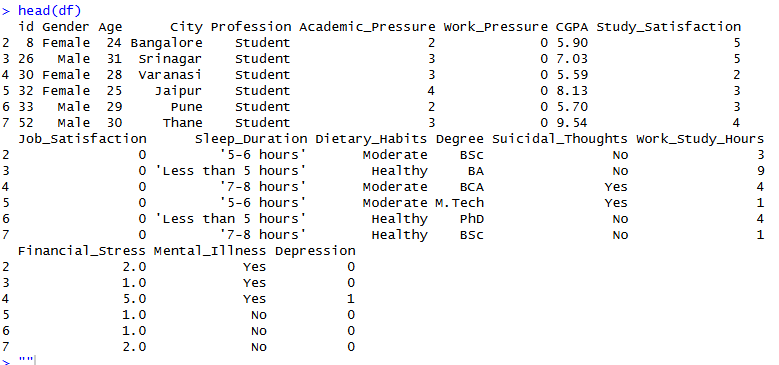 > head(df)
  id Gender Age      City Profession Academic_Pressure Work_Pressure CGPA Study_Satisfaction
2  8 Female  24 Bangalore    Student                 2             0 5.90                  5
3 26   Male  31  Srinagar    Student                 3             0 7.03                  5
4 30 Female  28  Varanasi    Student                 3             0 5.59                  2
5 32 Female  25    Jaipur    Student                 4             0 8.13                  3
6 33   Male  29      Pune    Student                 2             0 5.70                  3
7 52   Male  30     Thane    Student                 3             0 9.54                  4
  Job_Satisfaction      Sleep_Duration Dietary_Habits Degree Suicidal_Thoughts Work_Study_Hours
2                0         '5-6 hours'       Moderate    BSc                No                3
3                0 'Less than 5 hours'        Healthy     BA                No                9
4                0         '7-8 hours'       Moderate    BCA               Yes                4
5                0         '5-6 hours'       Moderate M.Tech               Yes                1
6                0 'Less than 5 hours'        Healthy    PhD                No                4
7                0         '7-8 hours'        Healthy    BSc                No                1
  Financial_Stress Mental_Illness Depression
2              2.0            Yes          0
3              1.0            Yes          0
4              5.0            Yes          1
5              1.0             No          0
6              1.0             No          0
7              2.0             No          0
> ""